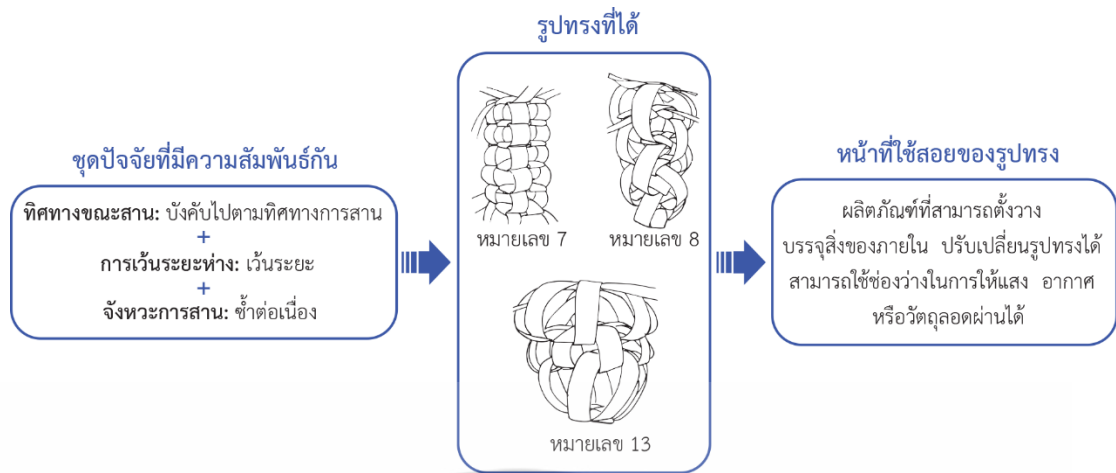 รูปทรงที่ได้
ชุดปัจจัยที่มีความสัมพันธ์กัน
ทิศทางขณะสาน: บังคับไปตามทิศทางการสาน
+
การเว้นระยะห่าง: เว้นระยะ
+
จังหวะการสาน: ซ้ำต่อเนื่อง
หมายเลข 7
หมายเลข 8
หมายเลข 13
หน้าที่ใช้สอยของรูปทรง
ผลิตภัณฑ์ที่สามารถตั้งวาง
บรรจุสิ่งของภายใน ปรับเปลี่ยนรูปทรงได้
สามารถใช้ช่องว่างในการให้แสง อากาศ
หรือวัตถุลอดผ่านได้